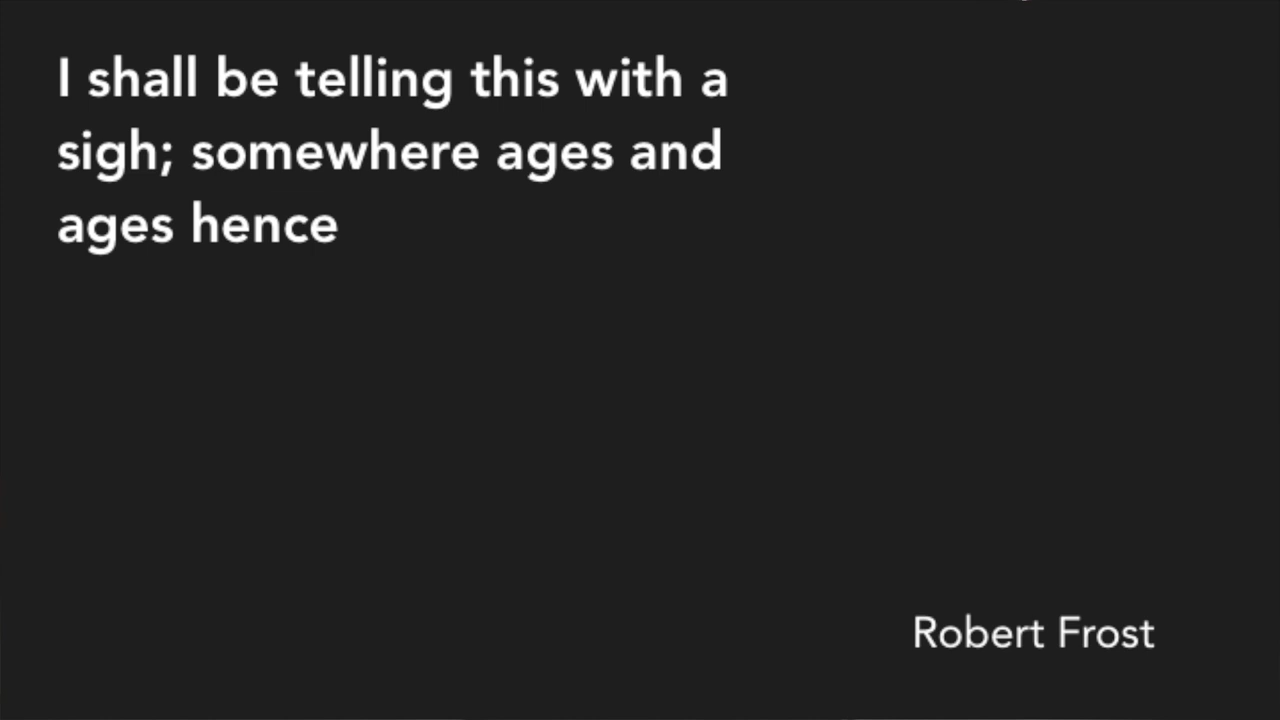 I shall be telling this with a
sigh; somewhere ages and
ages hence
Robert Frost